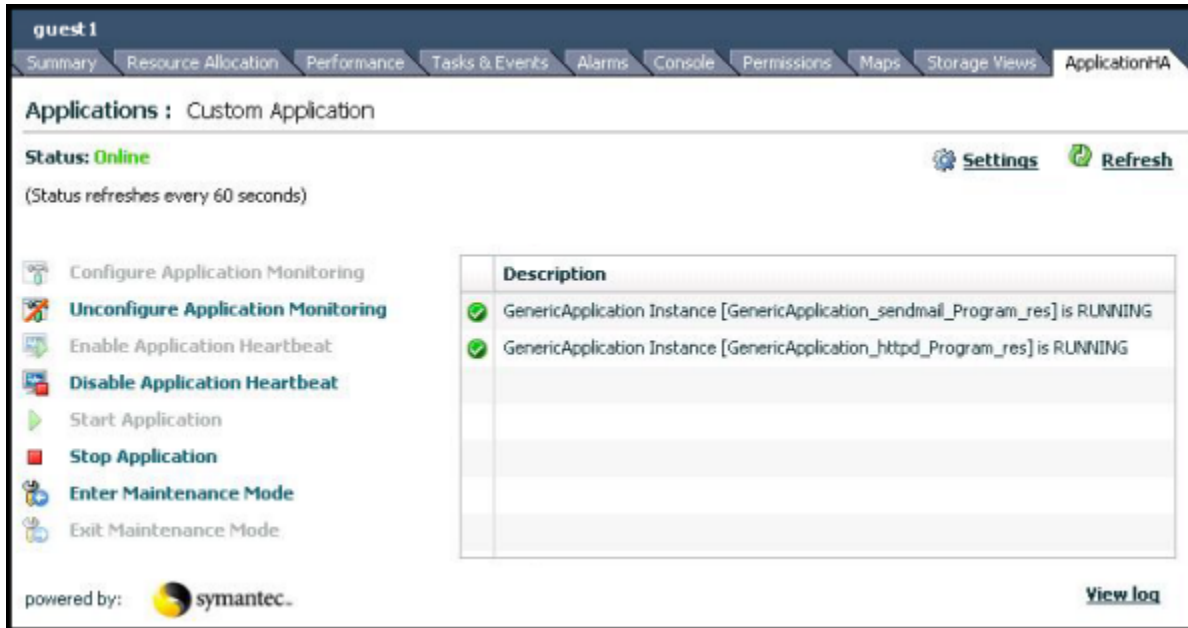 guest1
Summary Resource Allocation Performance Tasks & Events Alarms Console Permissions Maps Storage Views ApplicationHA
Applications : Custom Application
Status: Online
Settings Refresh
(Status refreshes every 60 seconds)
Configure Application Monitoring
Unconfigure Application Monitoring
Enable Application Heartbeat
Disable Application Heartbeat
Start Application
Stop Application
Enter Maintenance Mode
Exit Maintenance Mode
Description
GenericApplication Instance [GenericApplication_sendmail_Program_res] is RUNNING
GenericApplication Instance [GenericApplication_httpd_Program_res] is RUNNING
powered by: symantec.
View log